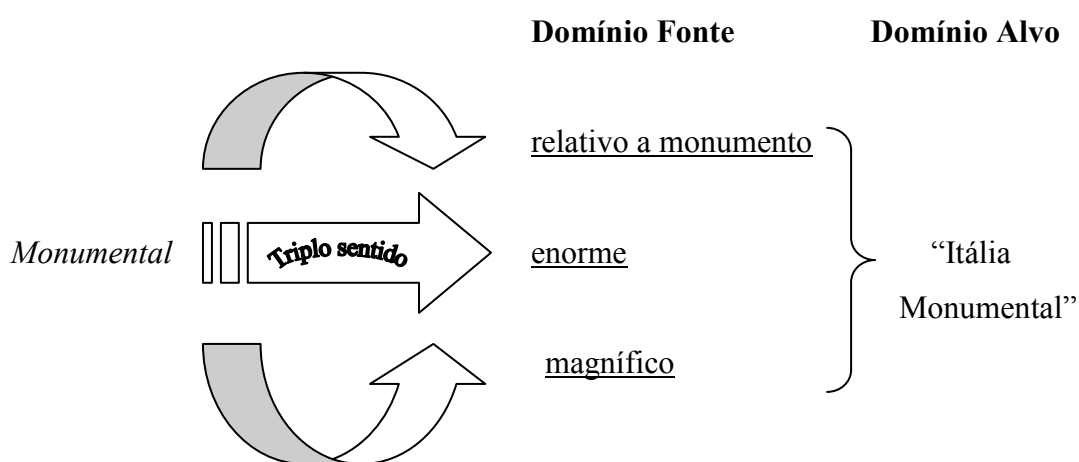 Domínio Fonte Domínio Alvo
relativo a monumento
Monumental Triplo sentido enorme “Itália
Monumental”
magnífico